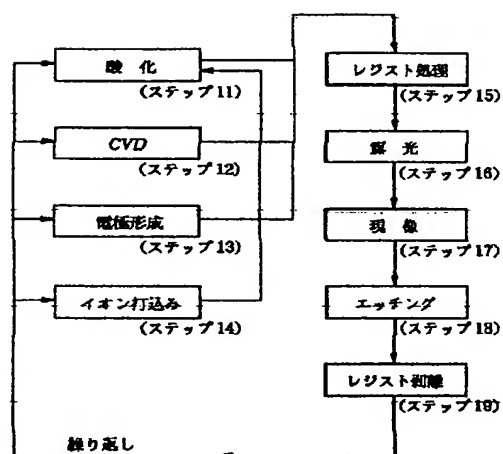 酸 化
(ステップ11)
CVD
(ステップ12)
電極形成
(ステップ13)
イオン打込み
(ステップ14)
レジスト処理
(ステップ15)
露 光
(ステップ16)
現 像
(ステップ17)
エッチング
(ステップ18)
レジスト剥離
(ステップ19)
繰り返し